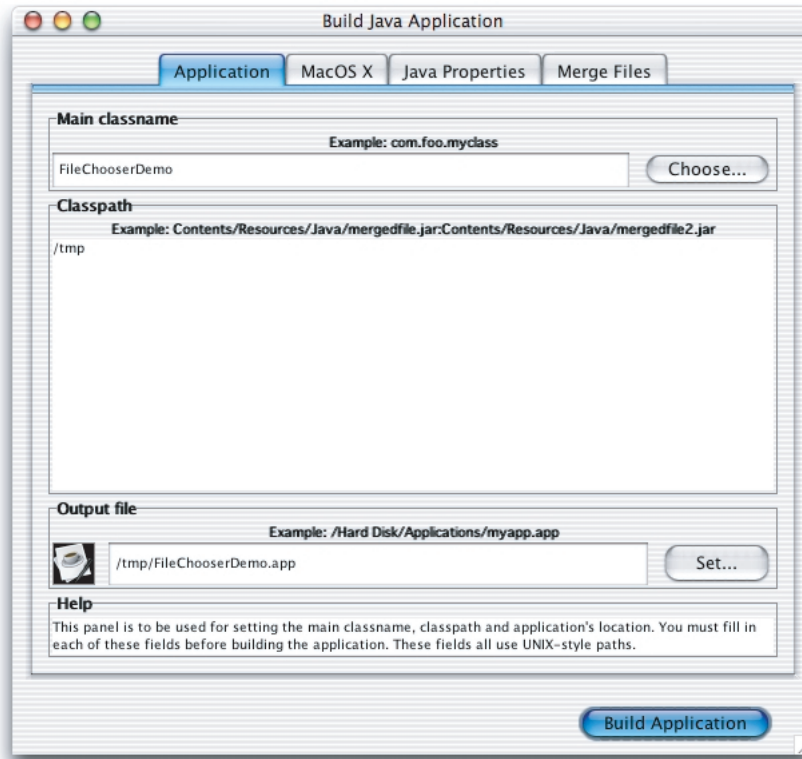 Build Java Application
Application MacOS X Java Properties Merge Files
Main classname
Example: com.foo.myclass
FileChooserDemo Choose...
Classpath
Example: Contents/Resources/Java/mergedfile.jar:Contents/Resources/Java/mergedfile2.jar
/tmp
Output file
Example: /Hard Disk/Applications/myapp.app
/tmp/FileChooserDemo.app Set...
Help
This panel is to be used for setting the main classname, classpath and application's location. You must fill in
each of these fields before building the application. These fields all use UNIX-style paths.
Build Application